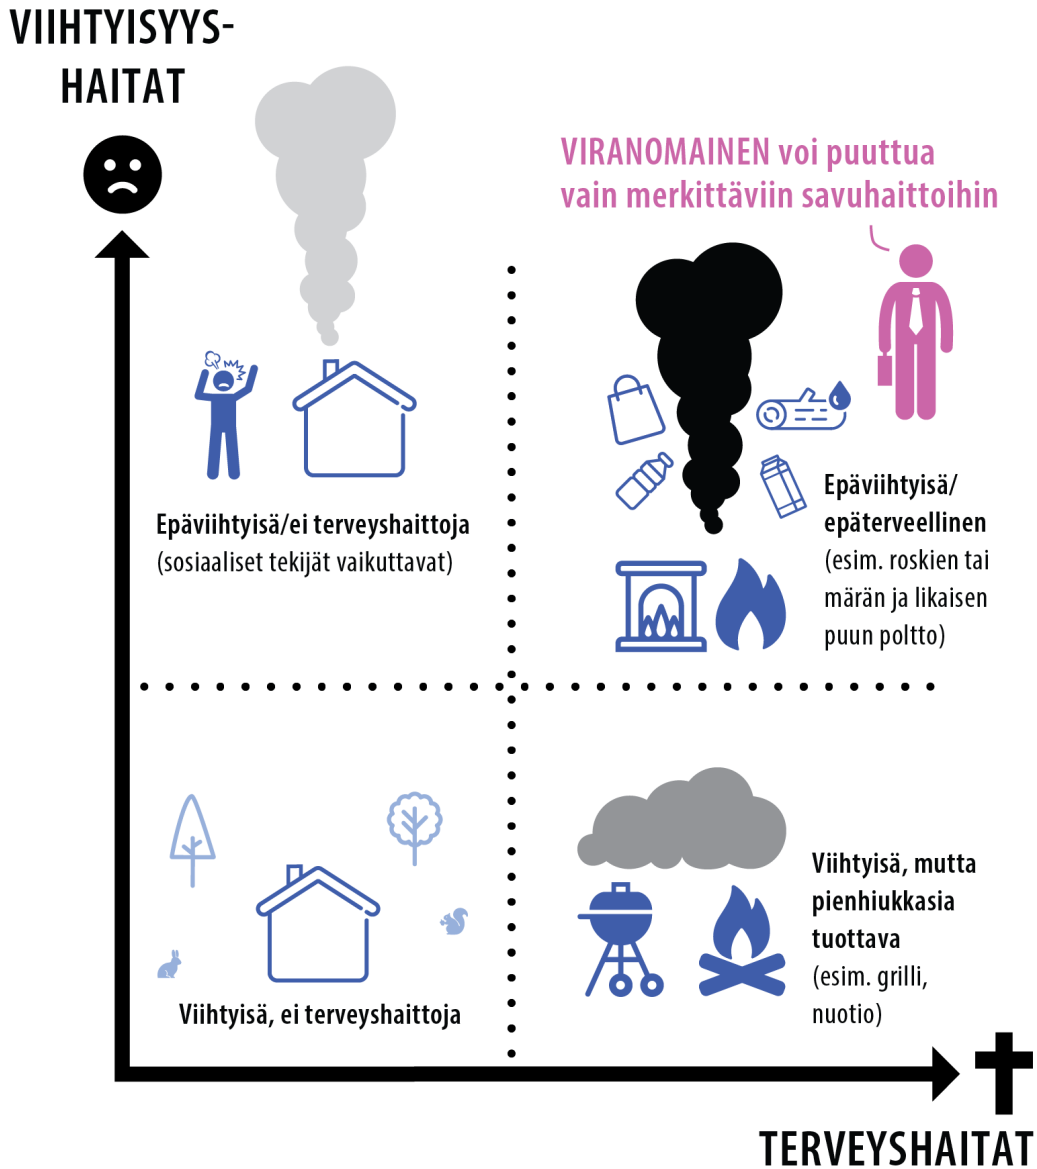 VIIHTYISYYS-
HAITAT
VIRANOMAINEN voi puuttua
vain merkittäviin savuhaittoihin
Epäviihtyisä/ei terveyshaittoja
(sosiaaliset tekijät vaikuttavat)
Epäviihtyisä/
epäterveellinen
(esim. roskien tai
märän ja likaisen
puun poltto)
Viihtyisä, ei terveyshaittoja
Viihtyisä, mutta
pienhiukkasia
tuottava
(esim. grilli,
nuotio)
TERVEYSHAITAT